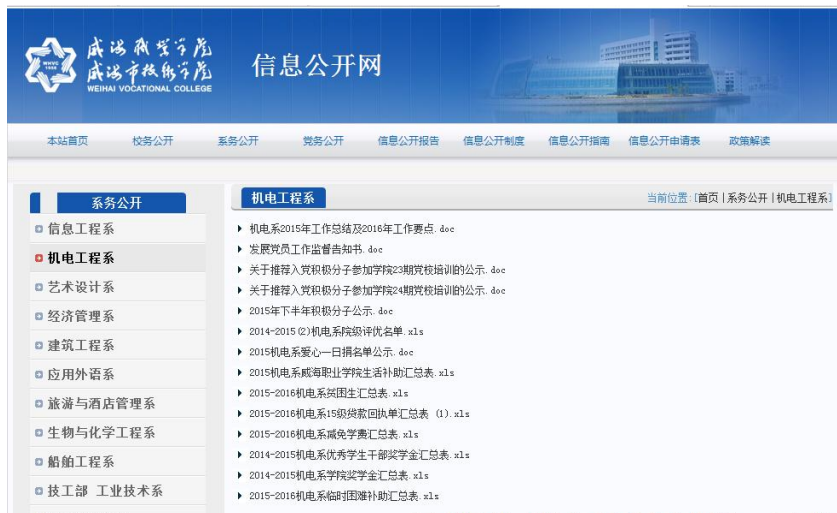 威海职业学院
威海市技术学院
WEIHAI VOCATIONAL COLLEGE
信息公开网
本站首页 校务公开 系务公开 党务公开 信息公开报告 信息公开制度 信息公开指南 信息公开申请表 政策解读
系务公开
信息工程系
机电工程系
艺术设计系
经济管理系
建筑工程系
应用外语系
旅游与酒店管理系
生物与化学工程系
船舶工程系
技工部 工业技术系
机电工程系
当前位置:[首页 | 系务公开 | 机电工程系]
机电系2015年工作总结及2016年工作要点.doc
发展党员工作监督告知书.doc
关于推荐入党积极分子参加学院23期党校培训的公示.doc
关于推荐入党积极分子参加学院24期党校培训的公示.doc
2015年下半年积极分子公示.doc
2014-2015(2)机电系院级评优名单.xls
2015机电系爱心一日捐名单公示.doc
2015机电系威海职业学院生活补助汇总表.xls
2015-2016机电系贫困生汇总表.xls
2015-2016机电系15级贷款回执单汇总表 (1).xls
2015-2016机电系减免学费汇总表.xls
2014-2015机电系优秀学生干部奖学金汇总表.xls
2014-2015机电系学院奖学金汇总表.xls
2015-2016机电系临时困难补助汇总表.xls